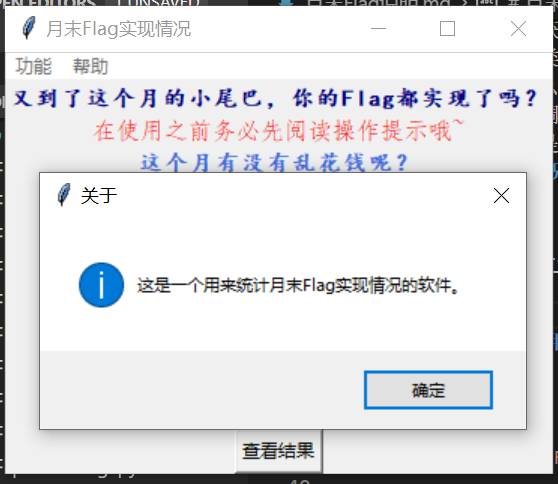 月末Flag实现情况
功能 帮助
又到了这个月的小尾巴，你的Flag都实现了吗？
在使用之前务必先阅读操作提示哦~
这个月有没有乱花钱呢？
关于
这是一个用来统计月末Flag实现情况的软件。
确定
查看结果